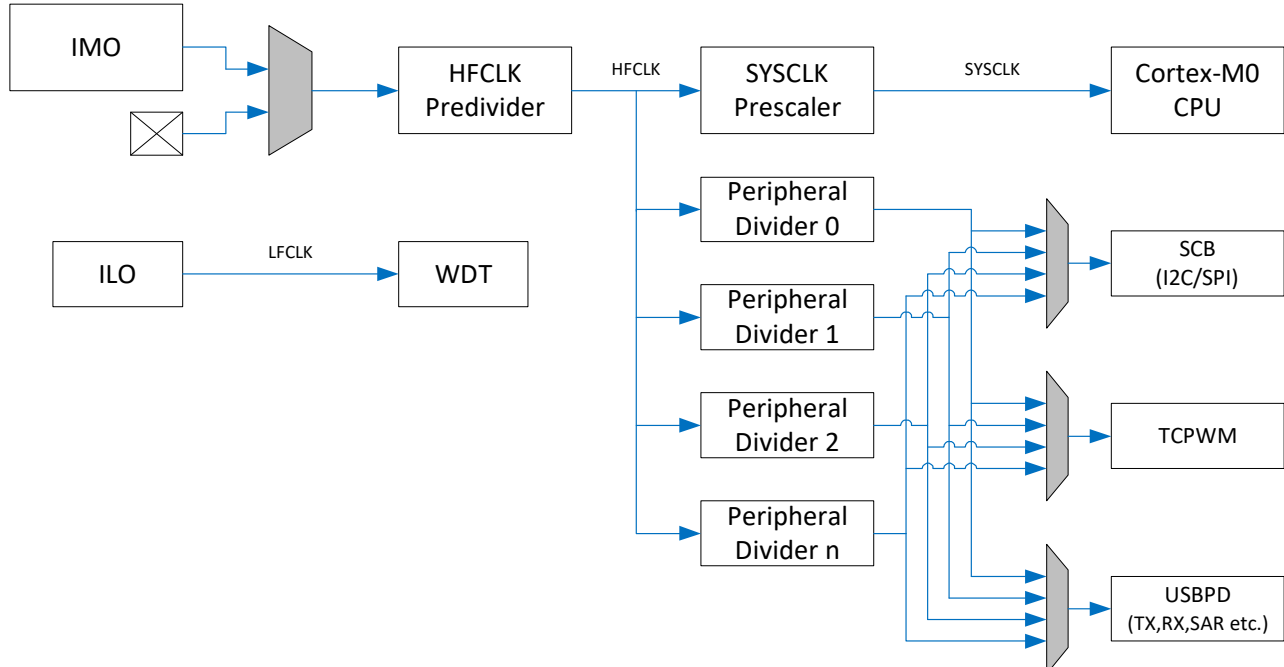 IMO
HFCLK
Predivider
HFCLK
SYSCLK
Prescaler
SYSCLK
Cortex-M0
CPU
ILO
LFCLK
WDT
Peripheral
Divider 0
Peripheral
Divider 1
Peripheral
Divider 2
Peripheral
Divider n
SCB
(I2C/SPI)
TCPWM
USBPD
(TX,RX,SAR etc.)